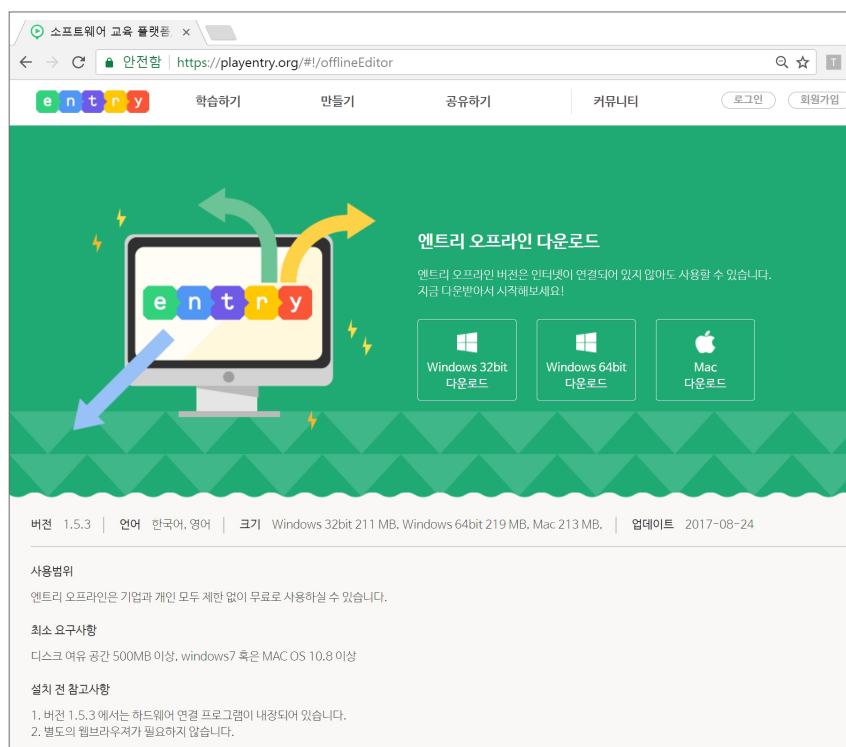 소프트웨어 교육 플랫폼
안전함 https://playentry.org/#!/offlineEditor
T
entry 학습하기 만들기 공유하기 커뮤니티 로그인 회원가입
엔트리 오프라인 다운로드
엔트리 오프라인 버전은 인터넷이 연결되어 있지 않아도 사용할 수 있습니다.
지금 다운받아서 시작해보세요!
entry
Windows 32bit Windows 64bit Mac
다운로드 다운로드 다운로드
버전 1.5.3 언어 한국어, 영어 크기 Windows 32bit 211 MB, Windows 64bit 219 MB, Mac 213 MB, 업데이트 2017-08-24
사용범위
엔트리 오프라인은 기업과 개인 모두 제한 없이 무료로 사용하실 수 있습니다.
최소 요구사항
디스크 여유 공간 500MB 이상, windows7 혹은 MAC OS 10.8 이상
설치 전 참고사항
1. 버전 1.5.3 에서는 하드웨어 연결 프로그램이 내장되어 있습니다.
2. 별도의 웹브라우져가 필요하지 않습니다.